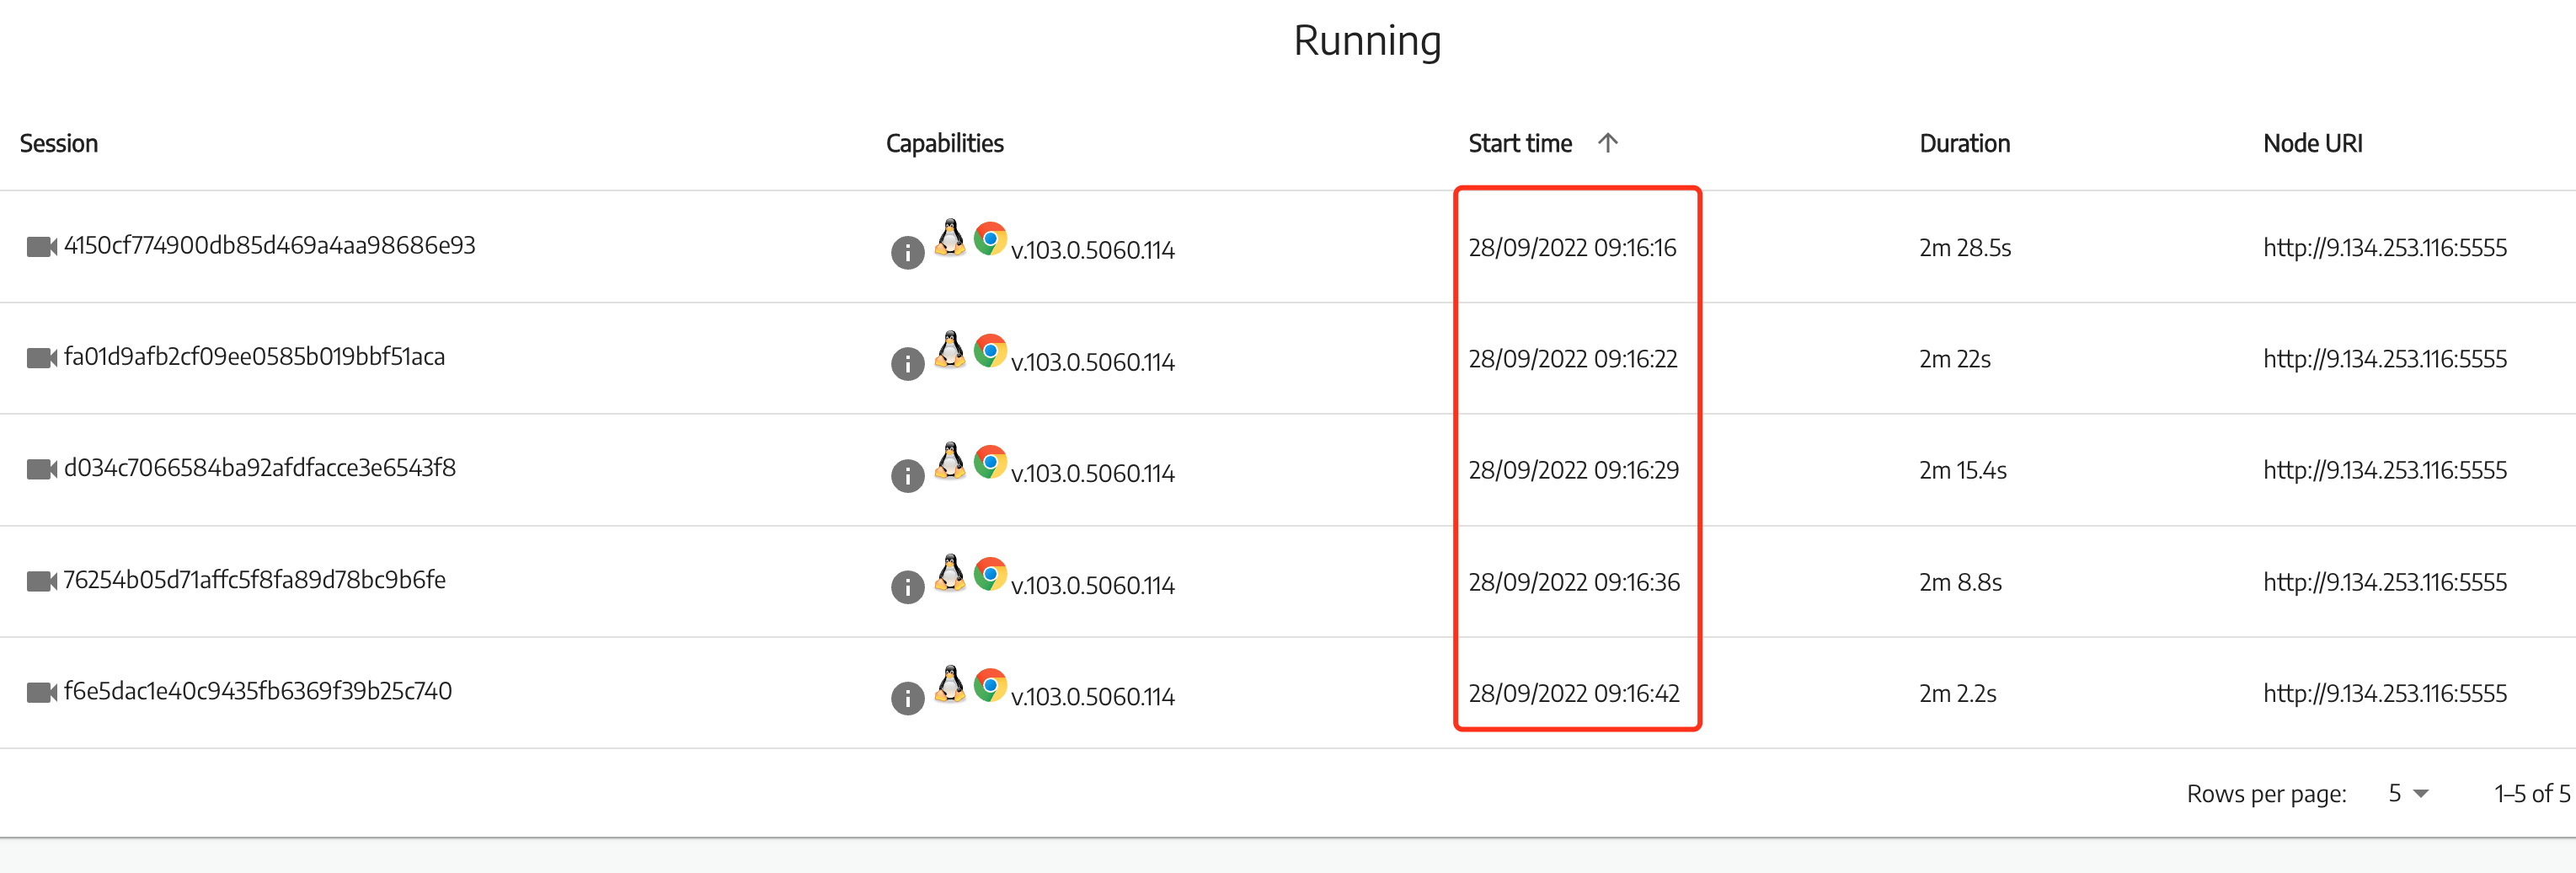 Running
Session Capabilities Start time Duration Node URI
4150cf774900db85d469a4aa98686e93 v.103.0.5060.114 28/09/2022 09:16:16 2m 28.5s http://9.134.253.116:5555
fa01d9afb2cf09ee0585b019bbf51aca v.103.0.5060.114 28/09/2022 09:16:22 2m 22s http://9.134.253.116:5555
d034c7066584ba92afdfacce3e6543f8 v.103.0.5060.114 28/09/2022 09:16:29 2m 15.4s http://9.134.253.116:5555
76254b05d71affc5f8fa89d78bc9b6fe v.103.0.5060.114 28/09/2022 09:16:36 2m 8.8s http://9.134.253.116:5555
f6e5dac1e40c9435fb6369f39b25c740 v.103.0.5060.114 28/09/2022 09:16:42 2m 2.2s http://9.134.253.116:5555
Rows per page: 5 1–5 of 5